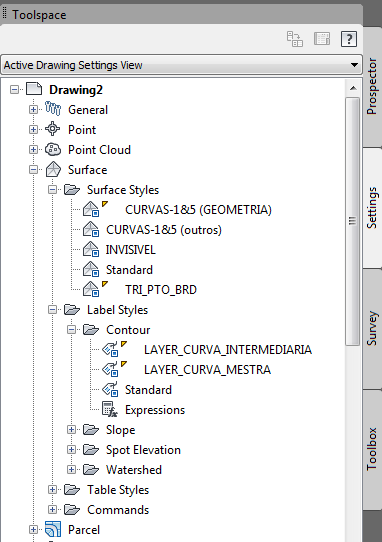 Toolspace
Active Drawing Settings View
Drawing2
General
Point
Point Cloud
Surface
Surface Styles
CURVAS-1&5 (GEOMETRIA)
CURVAS-1&5 (outros)
INVISIVEL
Standard
TRI_PTO_BRD
Label Styles
Contour
LAYER_CURVA_INTERMEDIARIA
LAYER_CURVA_MESTRA
Standard
Expressions
Slope
Spot Elevation
Watershed
Table Styles
Commands
Parcel
Prospector
Settings
Survey
Toolbox